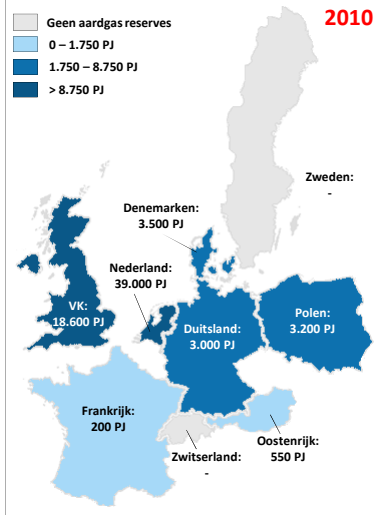 Geen aardgas reserves
2010
0 – 1.750 PJ
1.750 – 8.750 PJ
> 8.750 PJ
Zweden:
-
Denemarken:
3.500 PJ
Nederland:
39.000 PJ
VK:
18.600 PJ
Duitsland:
3.000 PJ
Polen:
3.200 PJ
Frankrijk:
200 PJ
Zwitserland:
-
Oostenrijk:
550 PJ